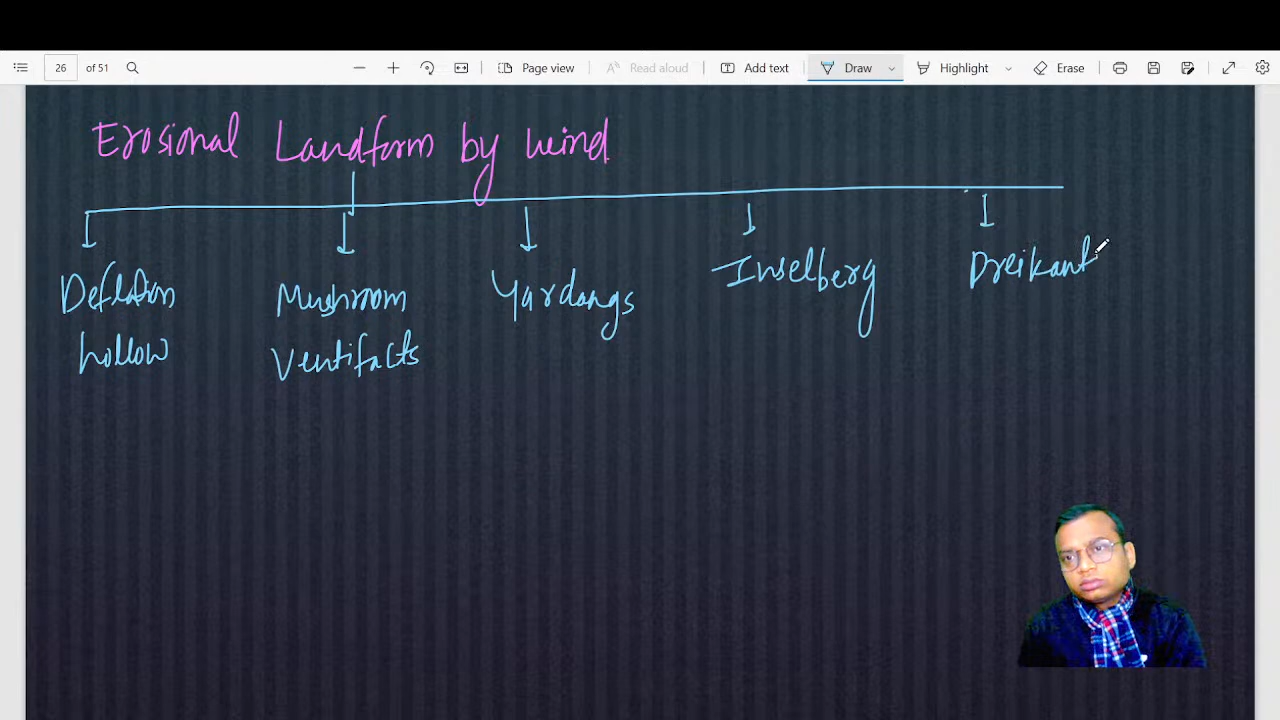 26 of 51 Page view Read aloud Add text Draw Highlight Erase
Erosional Landform by wind
Deflation Mushroom Yardangs Inselberg Dreikant
hollow Ventifacts